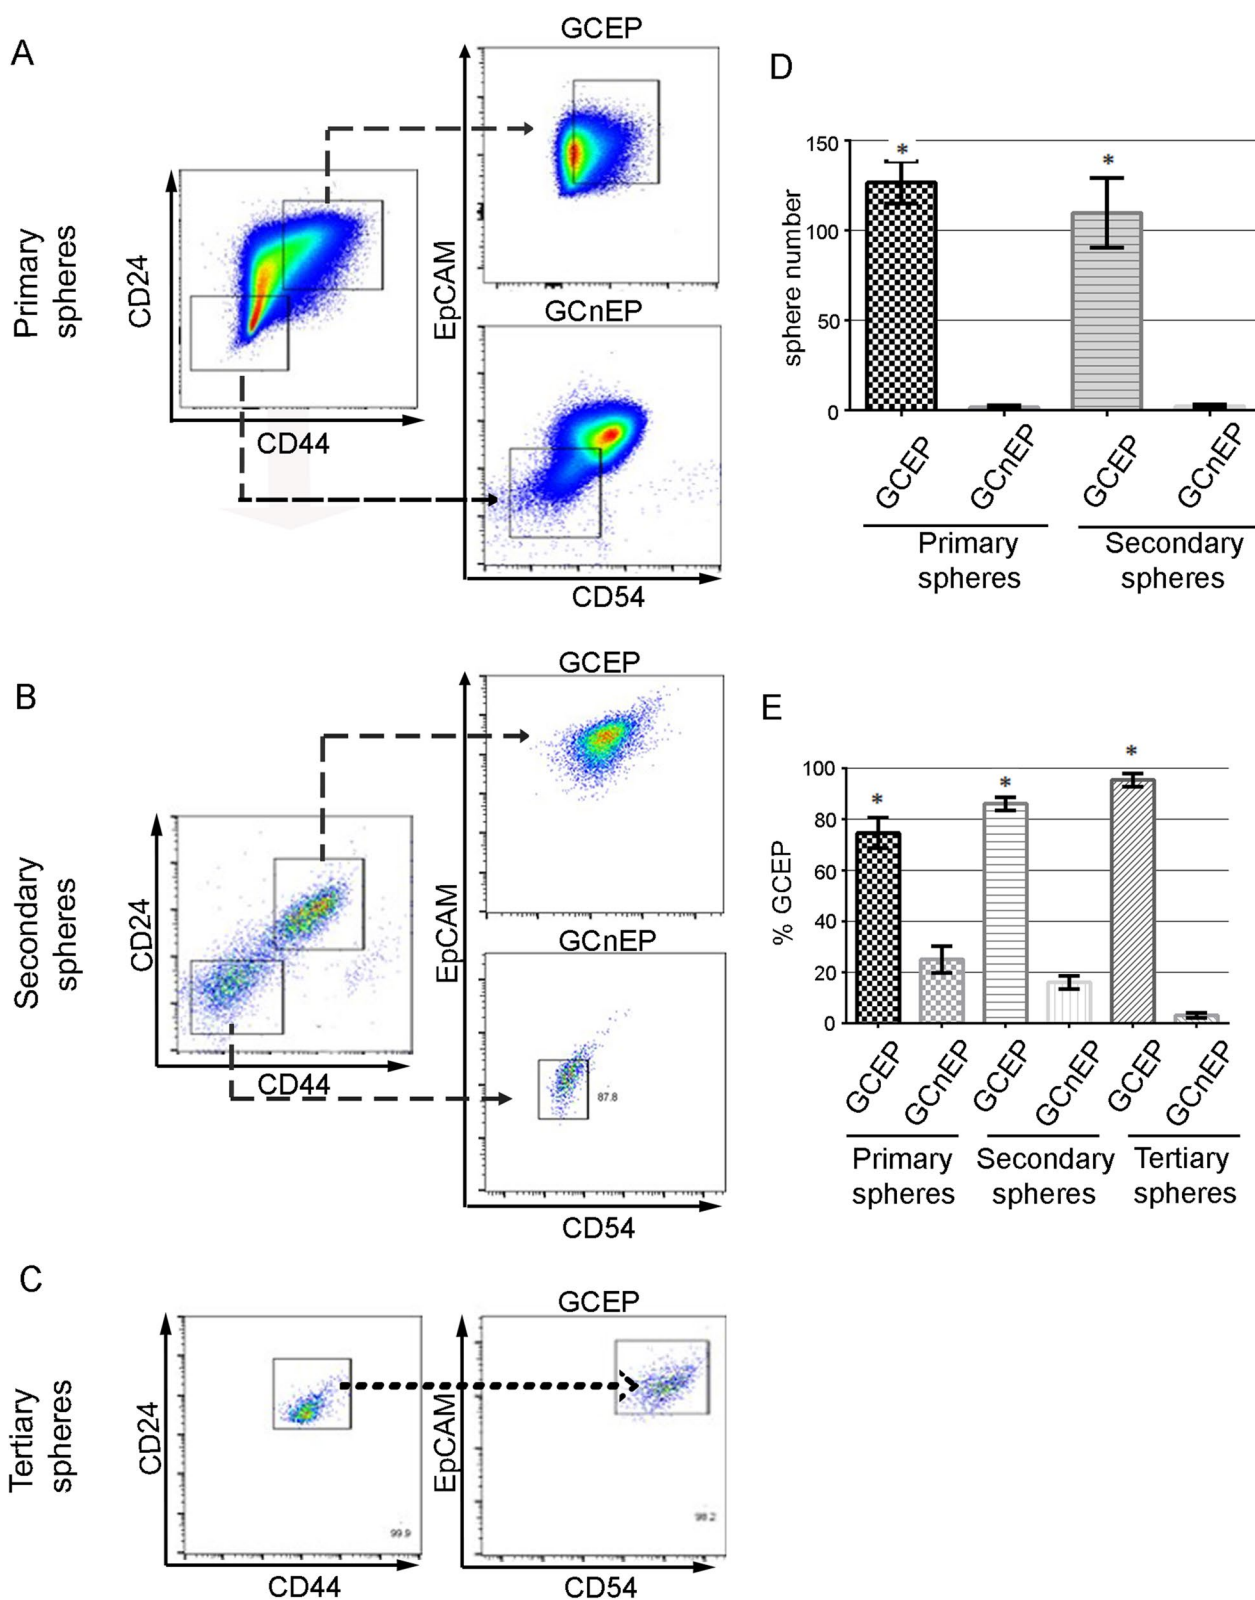 A
Primary
spheres
CD24
CD44
GCEP
EpCAM
GCnEP
CD54
B
Secondary
spheres
CD24
CD44
GCEP
EpCAM
GCnEP
87.8
CD54
C
Tertiary
spheres
CD24
99.9
CD44
GCEP
EpCAM
98.2
CD54
D
sphere number
150
*
*
100
50
0
GCEP
GCnEP
GCEP
GCnEP
Primary
spheres
Secondary
spheres
E
% GCEP
*
*
*
100
80
60
40
20
0
GCEP
GCnEP
GCEP
GCnEP
GCEP
GCnEP
Primary
spheres
Secondary
spheres
Tertiary
spheres